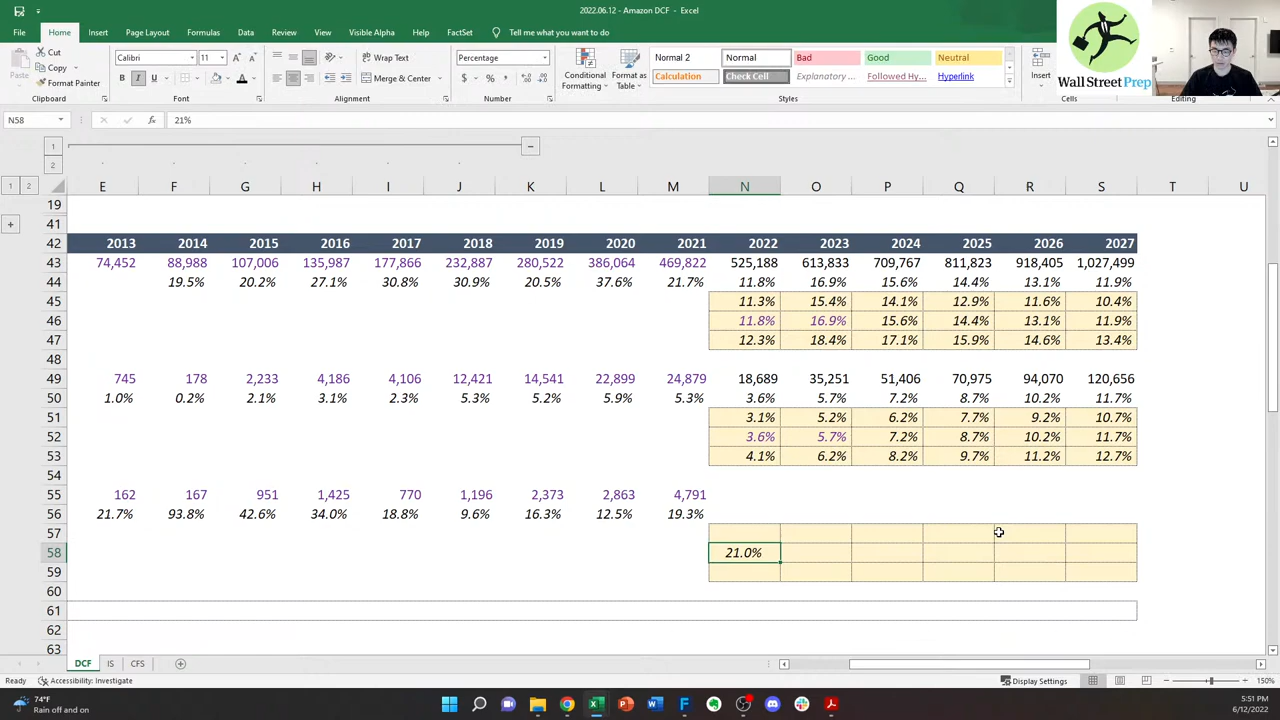 2022.06.12 - Amazon DCF - Excel
File Home Insert Page Layout Formulas Data Review View Visible Alpha Help FactSet Tell me what you want to do
Cut
Copy
Format Painter
Paste
Clipboard
Calibri 11
B I U
Font
Wrap Text
Merge & Center
Alignment
Percentage
$ % ,
Number
Conditional Formatting
Format as Table
Normal 2 Normal Bad Good Neutral
Calculation Check Cell Explanatory ... Followed Hy... Hyperlink
Styles
Insert
Cells
Editing
WALL STREET PREP
N58 fx 21%
1
2
1 2 E F G H I J K L M N O P Q R S T U
19
41
42 2013 2014 2015 2016 2017 2018 2019 2020 2021 2022 2023 2024 2025 2026 2027
43 74,452 88,988 107,006 135,987 177,866 232,887 280,522 386,064 469,822 525,188 613,833 709,767 811,823 918,405 1,027,499
44 19.5% 20.2% 27.1% 30.8% 30.9% 20.5% 37.6% 21.7% 11.8% 16.9% 15.6% 14.4% 13.1% 11.9%
45 11.3% 15.4% 14.1% 12.9% 11.6% 10.4%
46 11.8% 16.9% 15.6% 14.4% 13.1% 11.9%
47 12.3% 18.4% 17.1% 15.9% 14.6% 13.4%
48
49 745 178 2,233 4,186 4,106 12,421 14,541 22,899 24,879 18,689 35,251 51,406 70,975 94,070 120,656
50 1.0% 0.2% 2.1% 3.1% 2.3% 5.3% 5.2% 5.9% 5.3% 3.6% 5.7% 7.2% 8.7% 10.2% 11.7%
51 3.1% 5.2% 6.2% 7.7% 9.2% 10.7%
52 3.6% 5.7% 7.2% 8.7% 10.2% 11.7%
53 4.1% 6.2% 8.2% 9.7% 11.2% 12.7%
54
55 162 167 951 1,425 770 1,196 2,373 2,863 4,791
56 21.7% 93.8% 42.6% 34.0% 18.8% 9.6% 16.3% 12.5% 19.3%
57
58 21.0%
59
60
61
62
63
DCF IS CFS
Ready Accessibility: Investigate Display Settings 150%
74°F
Rain off and on
5:51 PM
6/12/2022